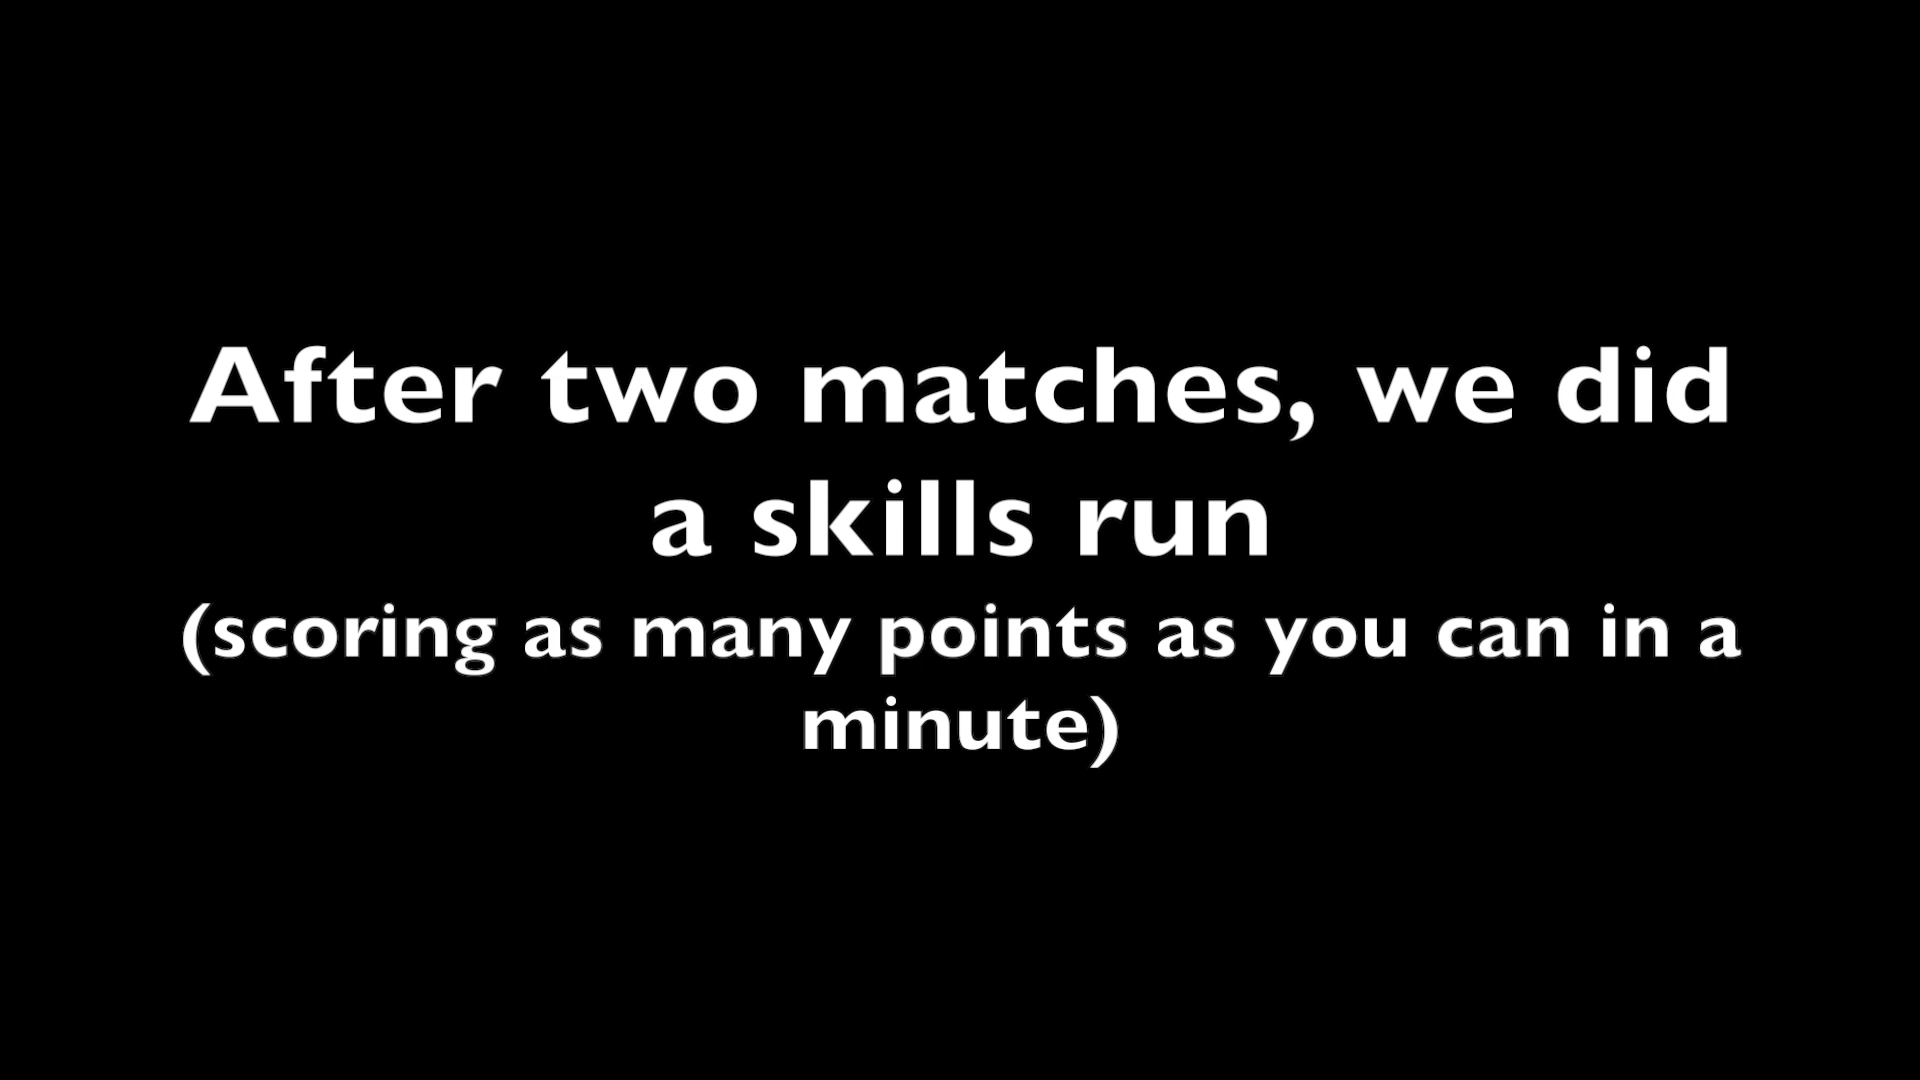 After two matches, we did
a skills run
(scoring as many points as you can in a
minute)